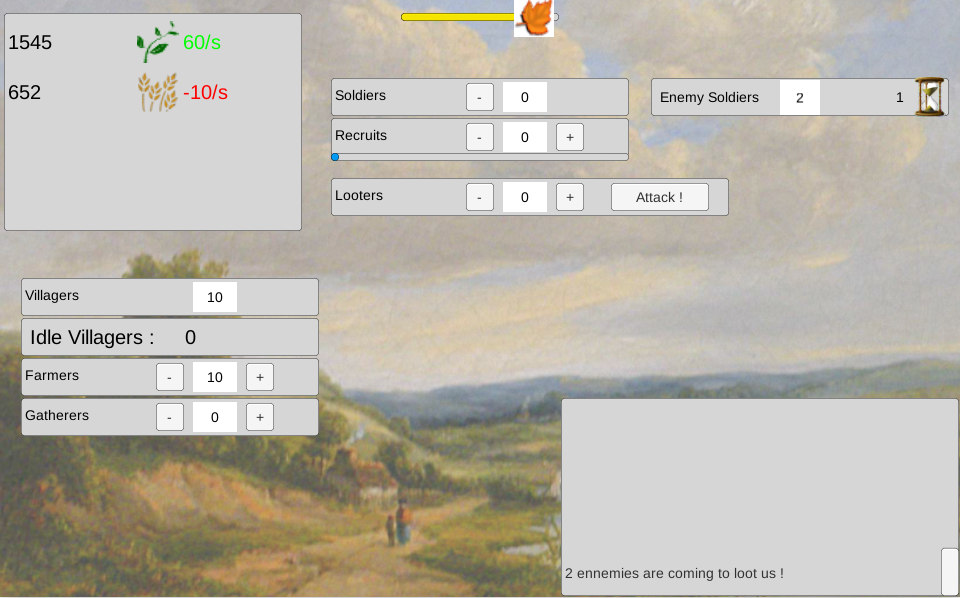 1545 60/s
652 -10/s
Soldiers - 0
Enemy Soldiers 2 1
Recruits - 0 +
Looters - 0 + Attack !
Villagers 10
Idle Villagers : 0
Farmers - 10 +
Gatherers - 0 +
2 ennemies are coming to loot us !